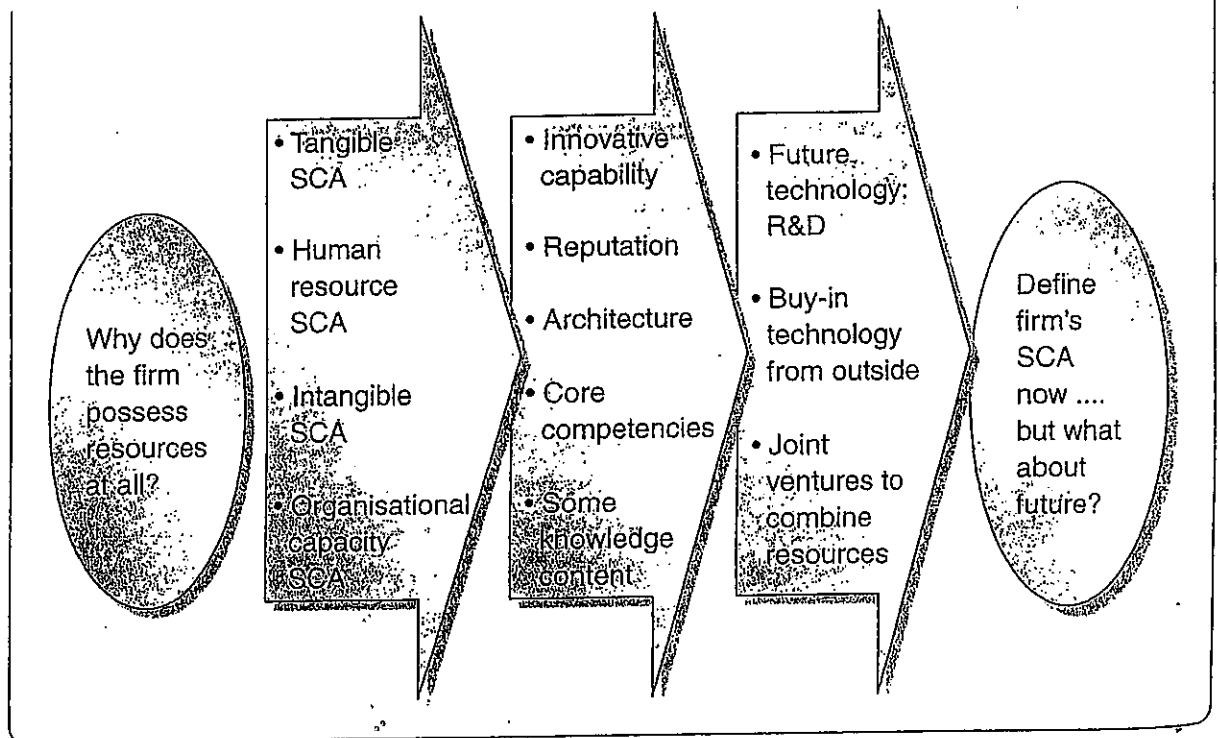 Why does
the firm
possess
resources
at all?
• Tangible
SCA
• Human
resource
SCA
• Intangible
SCA
• Organisational
capacity
SCA
• Innovative
capability
• Reputation
• Architecture
• Core
competencies
• Some
knowledge
content
• Future
technology:
R&D
• Buy-in
technology
from outside
• Joint
ventures to
combine
resources
Define
firm's
SCA
now ....
but what
about
future?